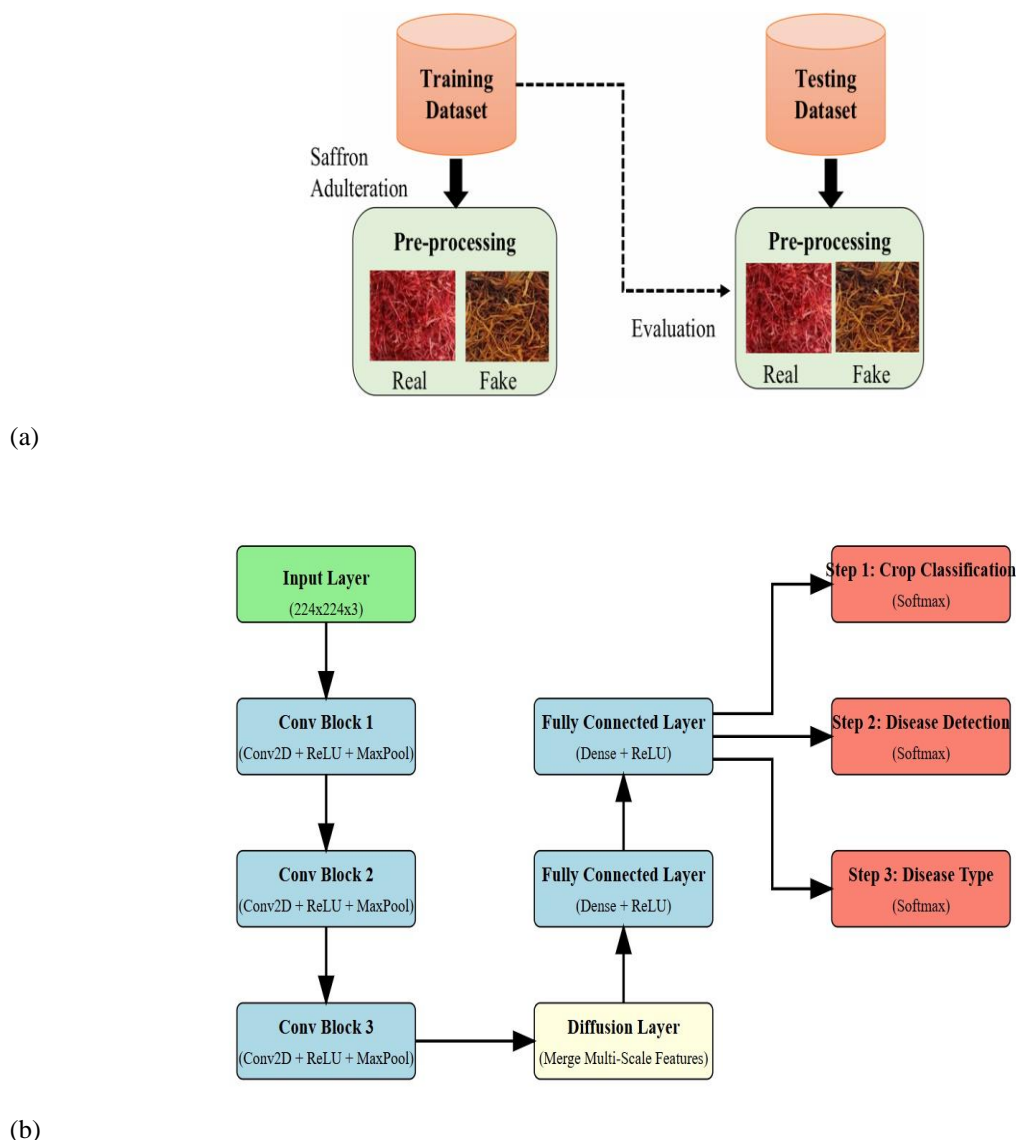 Training
Dataset
Testing
Dataset
Saffron
Adulteration
Pre-processing
Real Fake
Evaluation
Pre-processing
Real Fake
(a)
Input Layer
(224x224x3)
Conv Block 1
(Conv2D + ReLU + MaxPool)
Conv Block 2
(Conv2D + ReLU + MaxPool)
Conv Block 3
(Conv2D + ReLU + MaxPool)
Diffusion Layer
(Merge Multi-Scale Features)
Fully Connected Layer
(Dense + ReLU)
Fully Connected Layer
(Dense + ReLU)
Step 1: Crop Classification
(Softmax)
Step 2: Disease Detection
(Softmax)
Step 3: Disease Type
(Softmax)
(b)